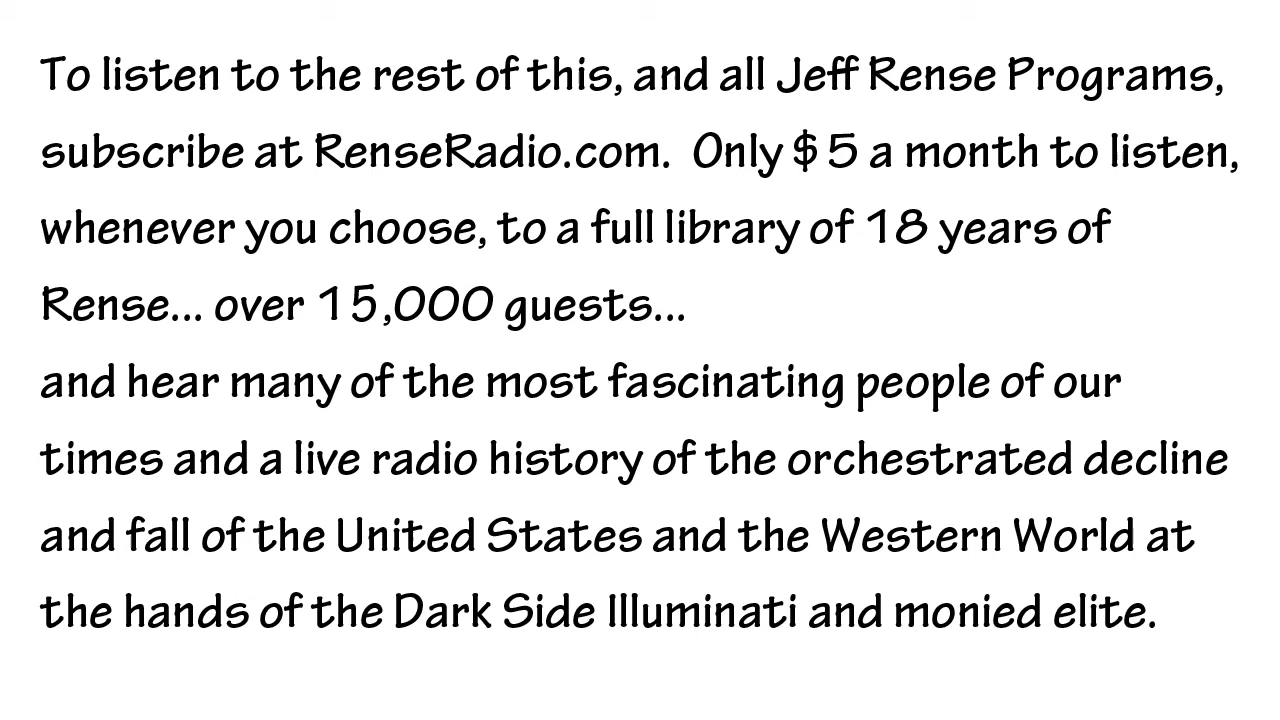 To listen to the rest of this, and all Jeff Rense Programs,
subscribe at RenseRadio.com.  Only $5 a month to listen,
whenever you choose, to a full library of 18 years of
Rense... over 15,000 guests...
and hear many of the most fascinating people of our
times and a live radio history of the orchestrated decline
and fall of the United States and the Western World at
the hands of the Dark Side Illuminati and monied elite.